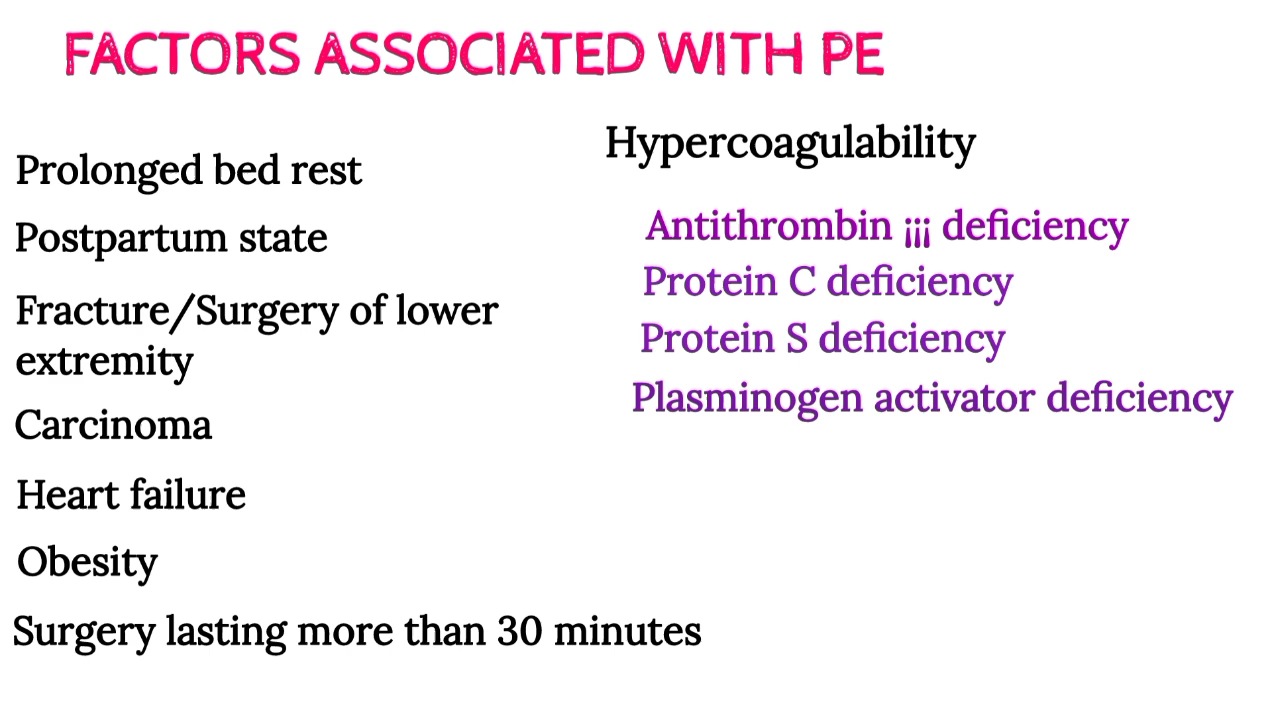 FACTORS ASSOCIATED WITH PE
Prolonged bed rest
Postpartum state
Fracture/Surgery of lower
extremity
Carcinoma
Heart failure
Obesity
Surgery lasting more than 30 minutes
Hypercoagulability
Antithrombin ¡¡¡ deficiency
Protein C deficiency
Protein S deficiency
Plasminogen activator deficiency